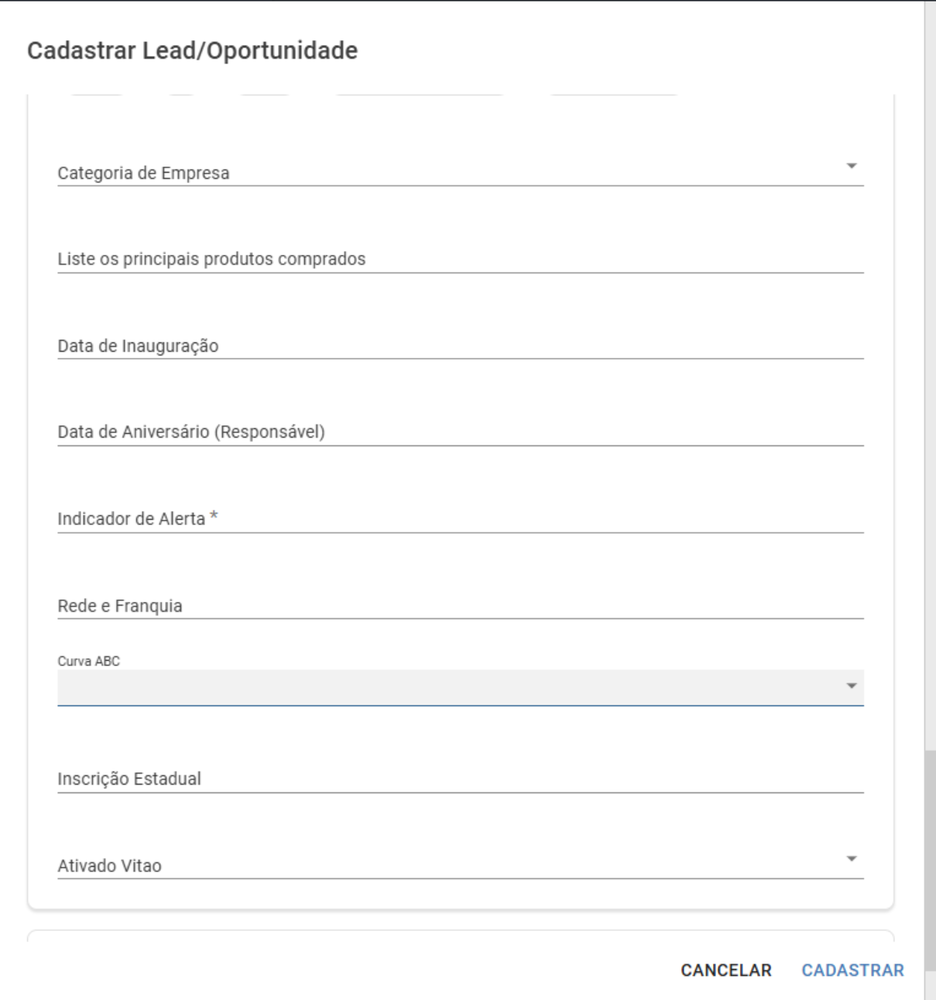 Cadastrar Lead/Oportunidade
Categoria de Empresa
Liste os principais produtos comprados
Data de Inauguração
Data de Aniversário (Responsável)
Indicador de Alerta *
Rede e Franquia
Curva ABC
Inscrição Estadual
Ativado Vitao
CANCELAR CADASTRAR